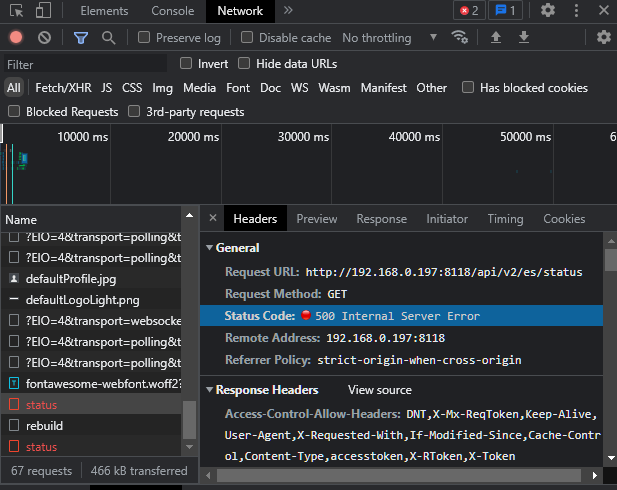 Elements Console Network 2 1
Preserve log Disable cache No throttling
Filter Invert Hide data URLs
All Fetch/XHR JS CSS Img Media Font Doc WS Wasm Manifest Other Has blocked cookies
Blocked Requests 3rd-party requests
10000 ms 20000 ms 30000 ms 40000 ms 50000 ms 6
Name
?EIO=4&transport=polling&t
?EIO=4&transport=polling&t
defaultProfile.jpg
defaultLogoLight.png
?EIO=4&transport=websocke
?EIO=4&transport=polling&t
?EIO=4&transport=polling&t
fontawesome-webfont.woff2?
status
rebuild
status
67 requests 466 kB transferred
Headers Preview Response Initiator Timing Cookies
General
Request URL: http://192.168.0.197:8118/api/v2/es/status
Request Method: GET
Status Code: 500 Internal Server Error
Remote Address: 192.168.0.197:8118
Referrer Policy: strict-origin-when-cross-origin
Response Headers View source
Access-Control-Allow-Headers: DNT,X-Mx-ReqToken,Keep-Alive,
User-Agent,X-Requested-With,If-Modified-Since,Cache-Contr
ol,Content-Type,accesstoken,X-RToken,X-Token